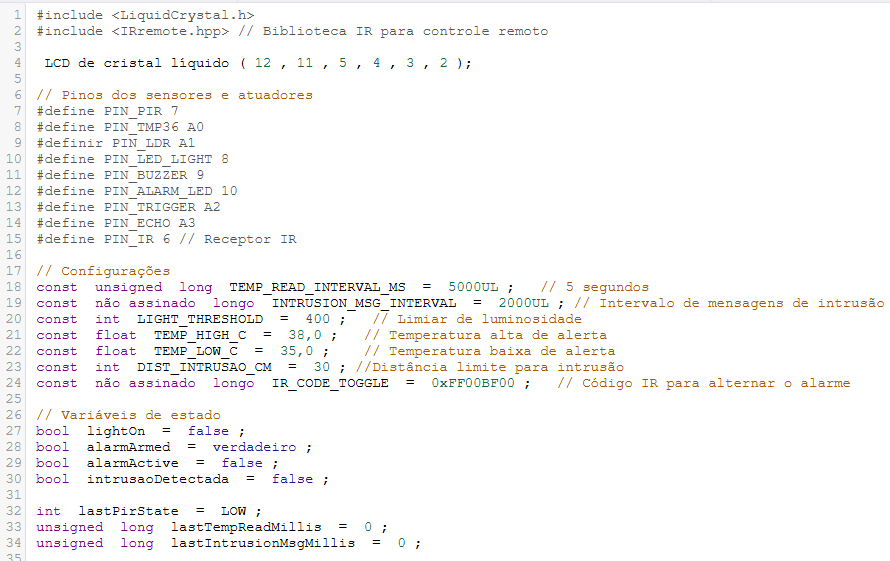 1 #include <LiquidCrystal.h>
2 #include <IRremote.hpp> // Biblioteca IR para controle remoto
3
4 LCD de cristal líquido ( 12 , 11 , 5 , 4 , 3 , 2 );
5
6 // Pinos dos sensores e atuadores
7 #define PIN_PIR 7
8 #define PIN_TMP36 A0
9 #definir PIN_LDR A1
10 #define PIN_LED_LIGHT 8
11 #define PIN_BUZZER 9
12 #define PIN_ALARM_LED 10
13 #define PIN_TRIGGER A2
14 #define PIN_ECHO A3
15 #define PIN_IR 6 // Receptor IR
16
17 // Configurações
18 const unsigned long TEMP_READ_INTERVAL_MS = 5000UL ; // 5 segundos
19 const não assinado longo INTRUSION_MSG_INTERVAL = 2000UL ; // Intervalo de mensagens de intrusão
20 const int LIGHT_THRESHOLD = 400 ; // Limiar de luminosidade
21 const float TEMP_HIGH_C = 38,0 ; // Temperatura alta de alerta
22 const float TEMP_LOW_C = 35,0 ; // Temperatura baixa de alerta
23 const int DIST_INTRUSAO_CM = 30 ; //Distância limite para intrusão
24 const não assinado longo IR_CODE_TOGGLE = 0xFF00BF00 ; // Código IR para alternar o alarme
25
26 // Variáveis de estado
27 bool lightOn = false ;
28 bool alarmArmed = verdadeiro ;
29 bool alarmActive = false ;
30 bool intrusaoDetectada = false ;
31
32 int lastPirState = LOW ;
33 unsigned long lastTempReadMillis = 0 ;
34 unsigned long lastIntrusionMsgMillis = 0 ;
35